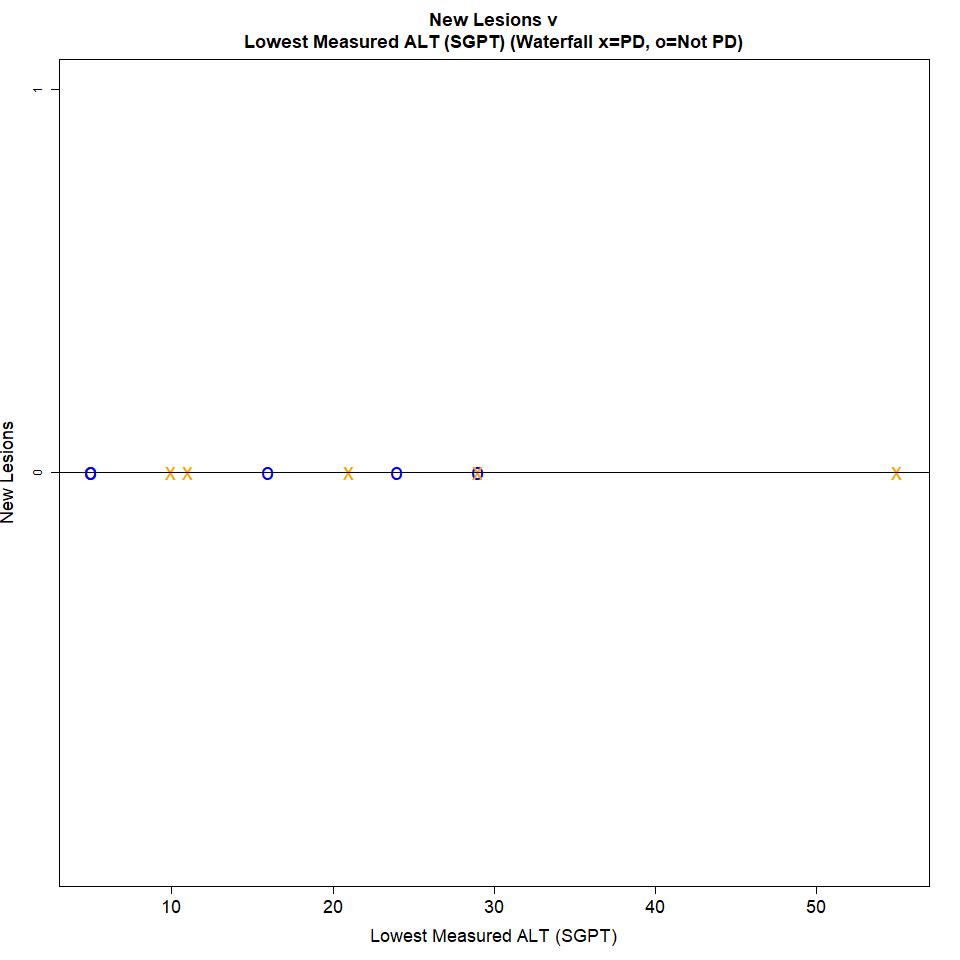 New Lesions v
Lowest Measured ALT (SGPT) (Waterfall x=PD, o=Not PD)
1
0
New Lesions
o x x o x o o x x
10 20 30 40 50
Lowest Measured ALT (SGPT)